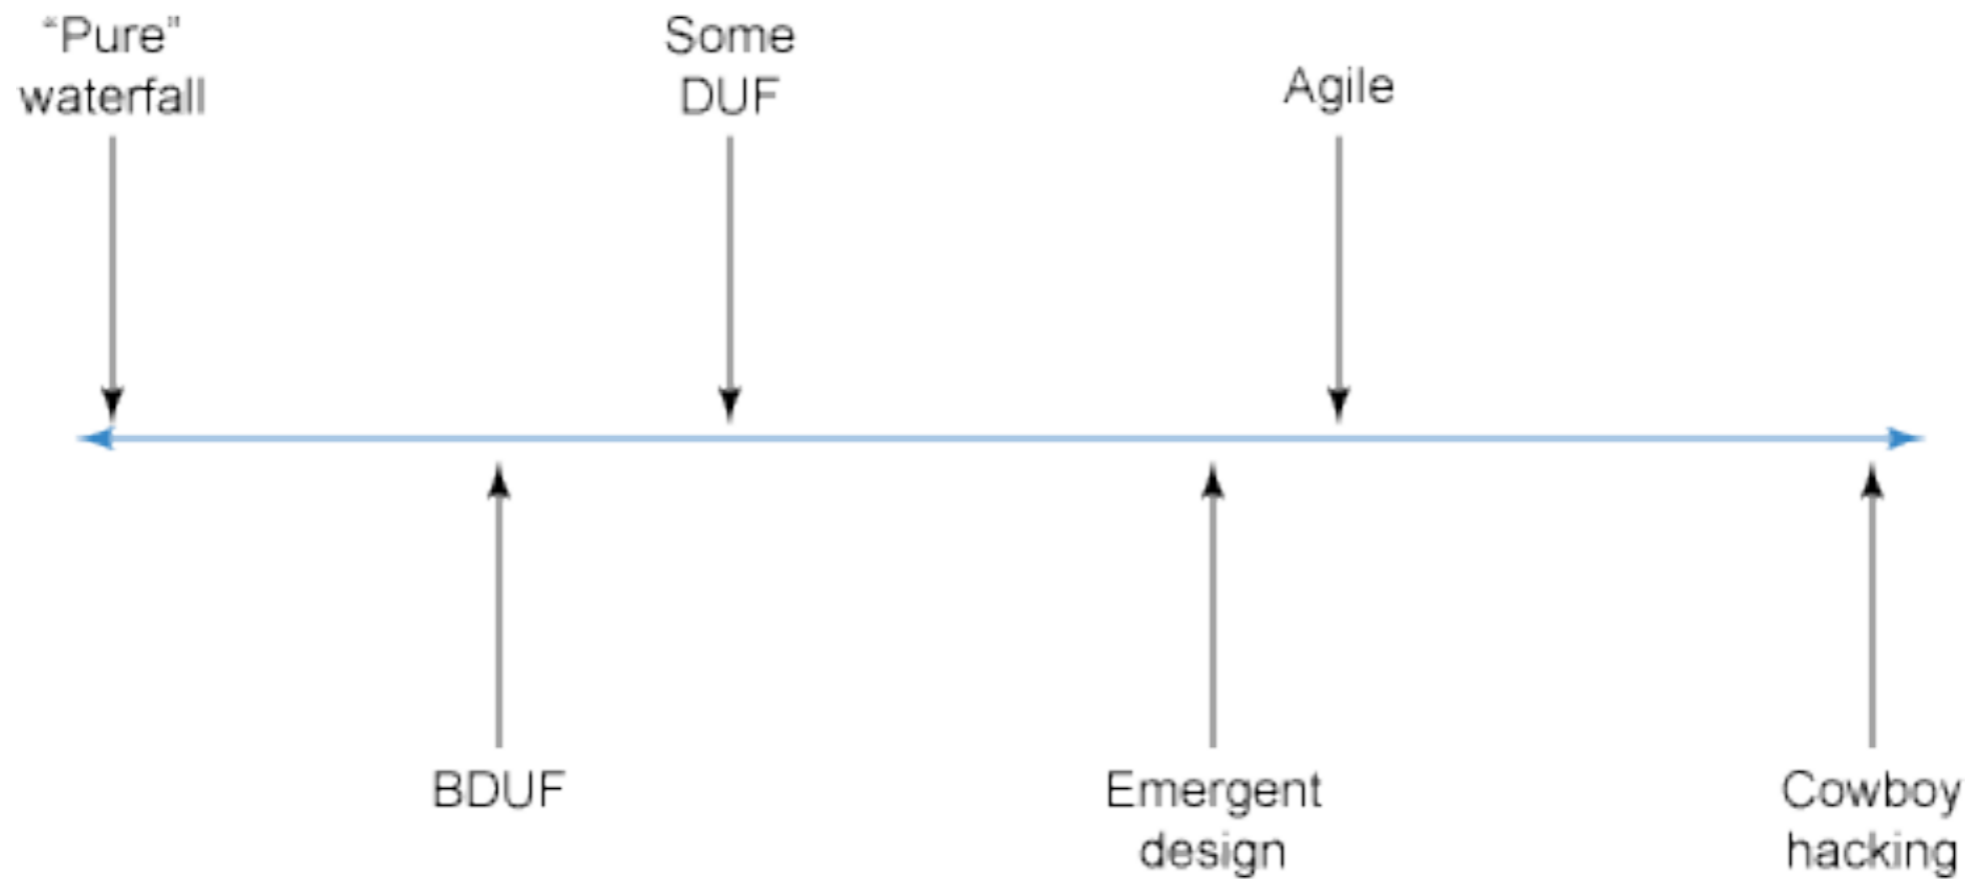 “Pure”
waterfall
Some
DUF
Agile
BDUF
Emergent
design
Cowboy
hacking